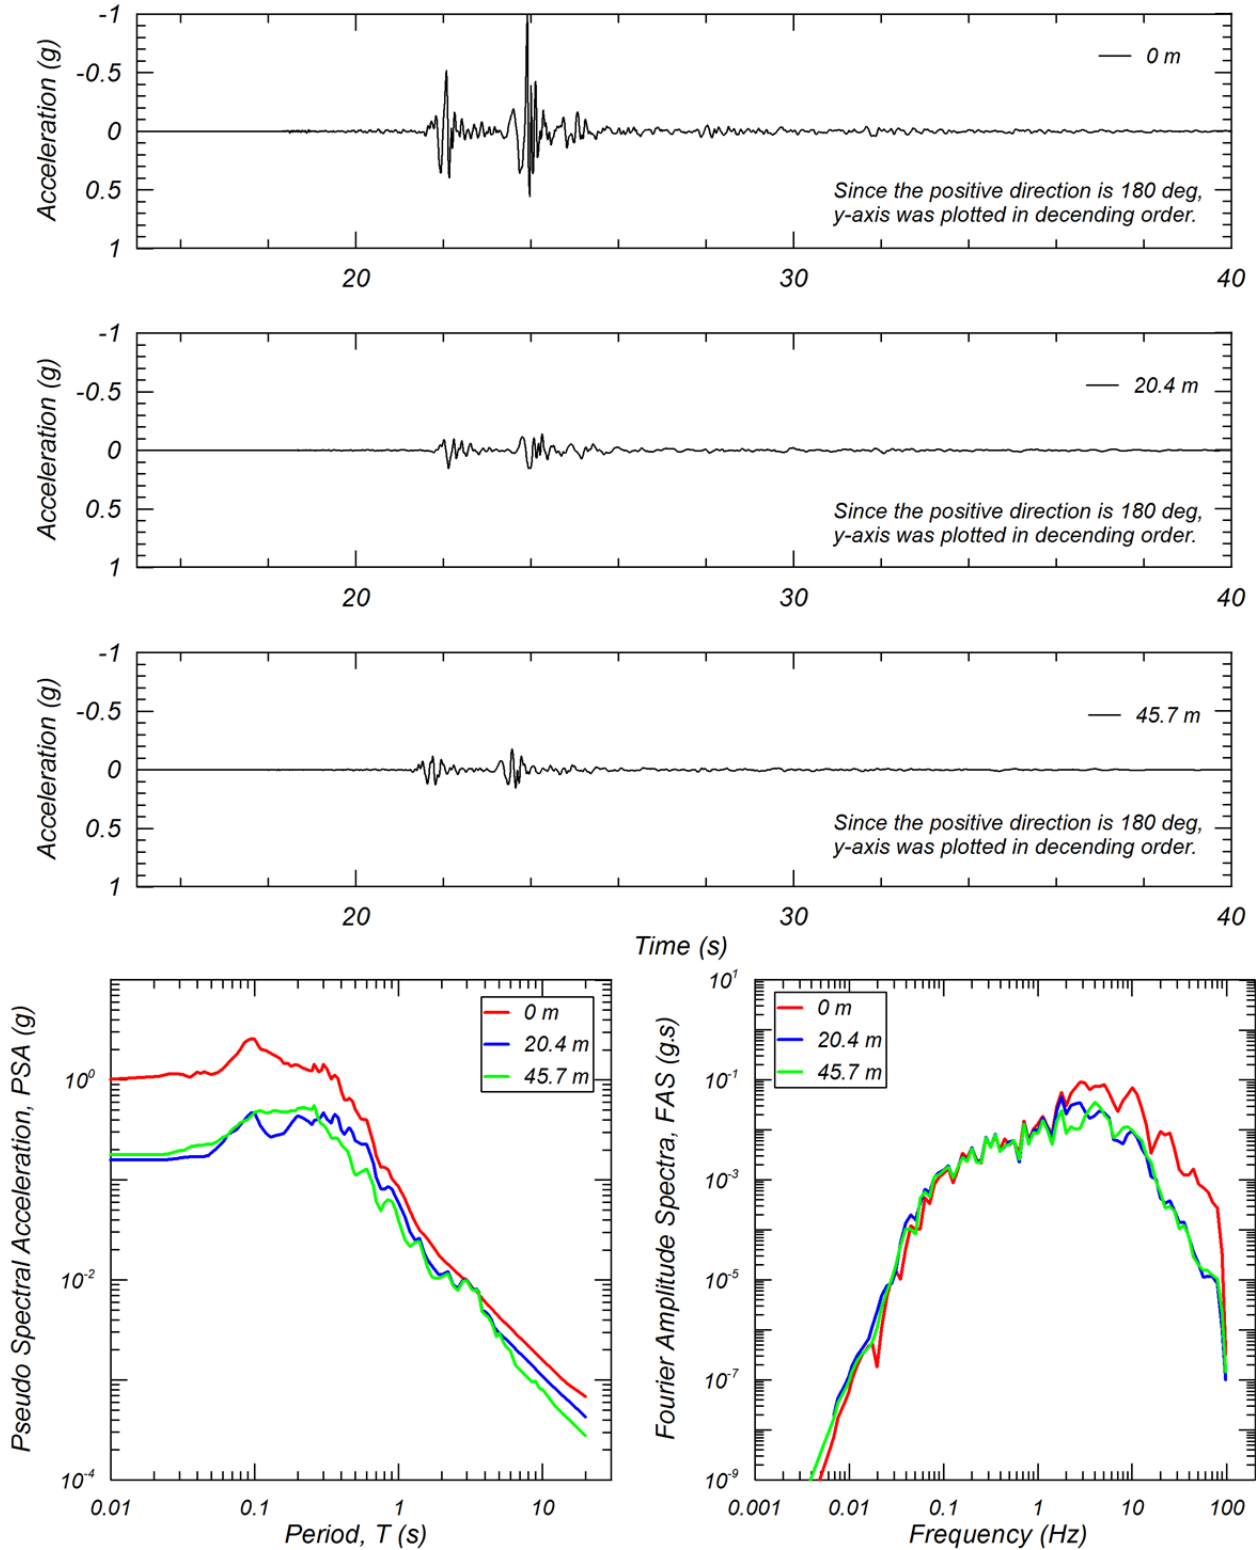 -1
-0.5
0
0.5
1
Acceleration (g)
0 m
Since the positive direction is 180 deg,
y-axis was plotted in decending order.
20
30
40
-1
-0.5
0
0.5
1
Acceleration (g)
20.4 m
Since the positive direction is 180 deg,
y-axis was plotted in decending order.
20
30
40
-1
-0.5
0
0.5
1
Acceleration (g)
45.7 m
Since the positive direction is 180 deg,
y-axis was plotted in decending order.
20
30
40
Time (s)
Pseudo Spectral Acceleration, PSA (g)
10⁰
10⁻²
10⁻⁴
0 m
20.4 m
45.7 m
0.01
0.1
1
10
Period, T (s)
Fourier Amplitude Spectra, FAS (g.s)
10¹
10⁻¹
10⁻³
10⁻⁵
10⁻⁷
10⁻⁹
0 m
20.4 m
45.7 m
0.001
0.01
0.1
1
10
100
Frequency (Hz)